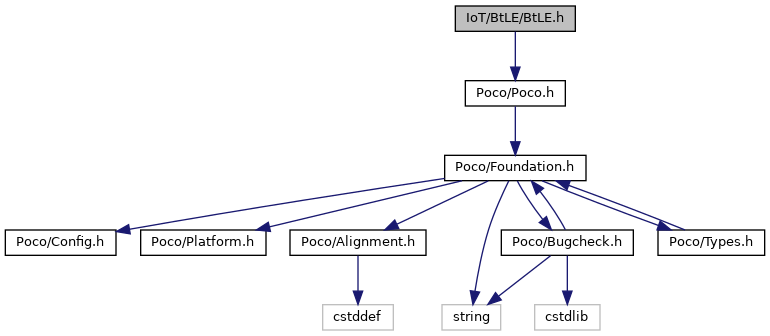 IoT/BtLE/BtLE.h
Poco/Poco.h
Poco/Foundation.h
Poco/Config.h
Poco/Platform.h
Poco/Alignment.h
Poco/Bugcheck.h
Poco/Types.h
cstddef
string
cstdlib